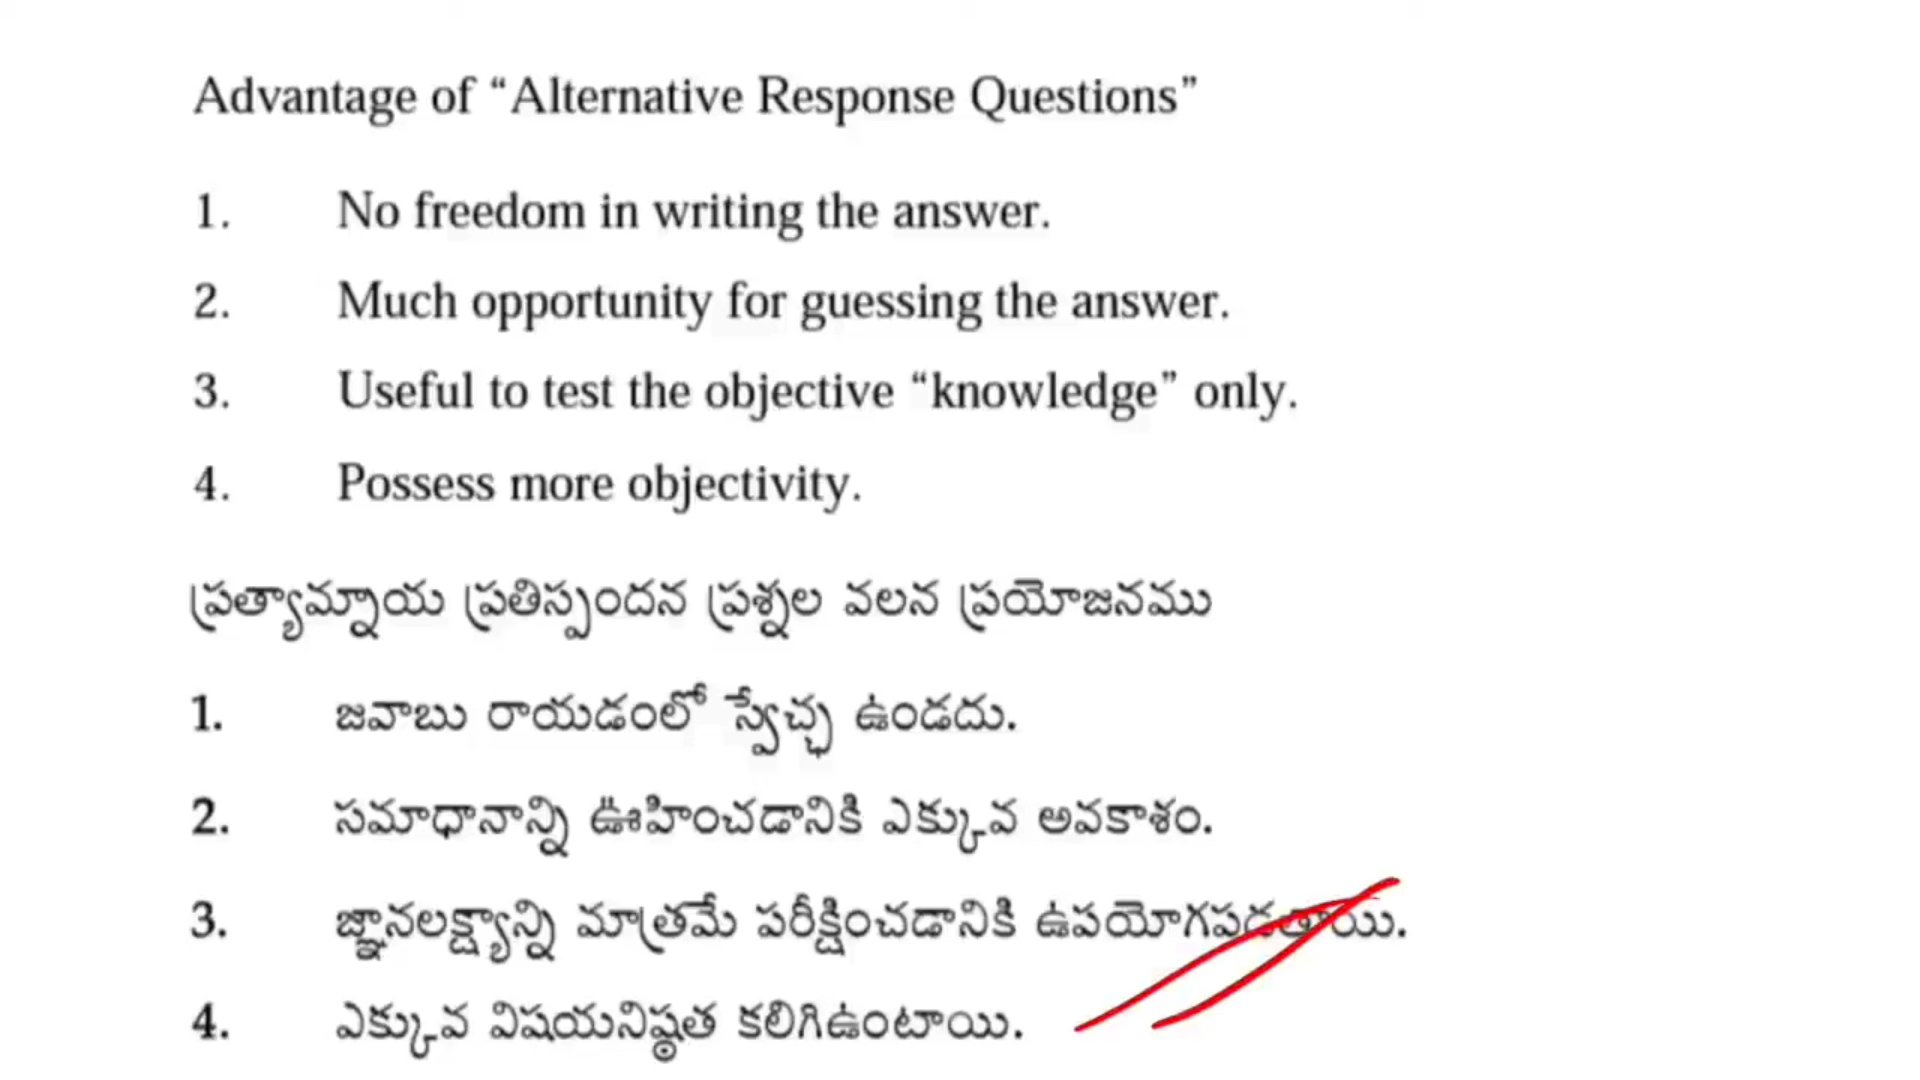 Advantage of “Alternative Response Questions”
1. No freedom in writing the answer.
2. Much opportunity for guessing the answer.
3. Useful to test the objective “knowledge” only.
4. Possess more objectivity.
ప్రత్యామ్నాయ ప్రతిస్పందన ప్రశ్నల వలన ప్రయోజనము
1. జవాబు రాయడంలో స్వేచ్ఛ ఉండదు.
2. సమాధానాన్ని ఊహించడానికి ఎక్కువ అవకాశం.
3. జ్ఞానలక్ష్యాన్ని మాత్రమే పరీక్షించడానికి ఉపయోగపడతాయి.
4. ఎక్కువ విషయనిష్ఠత కలిగిఉంటాయి.